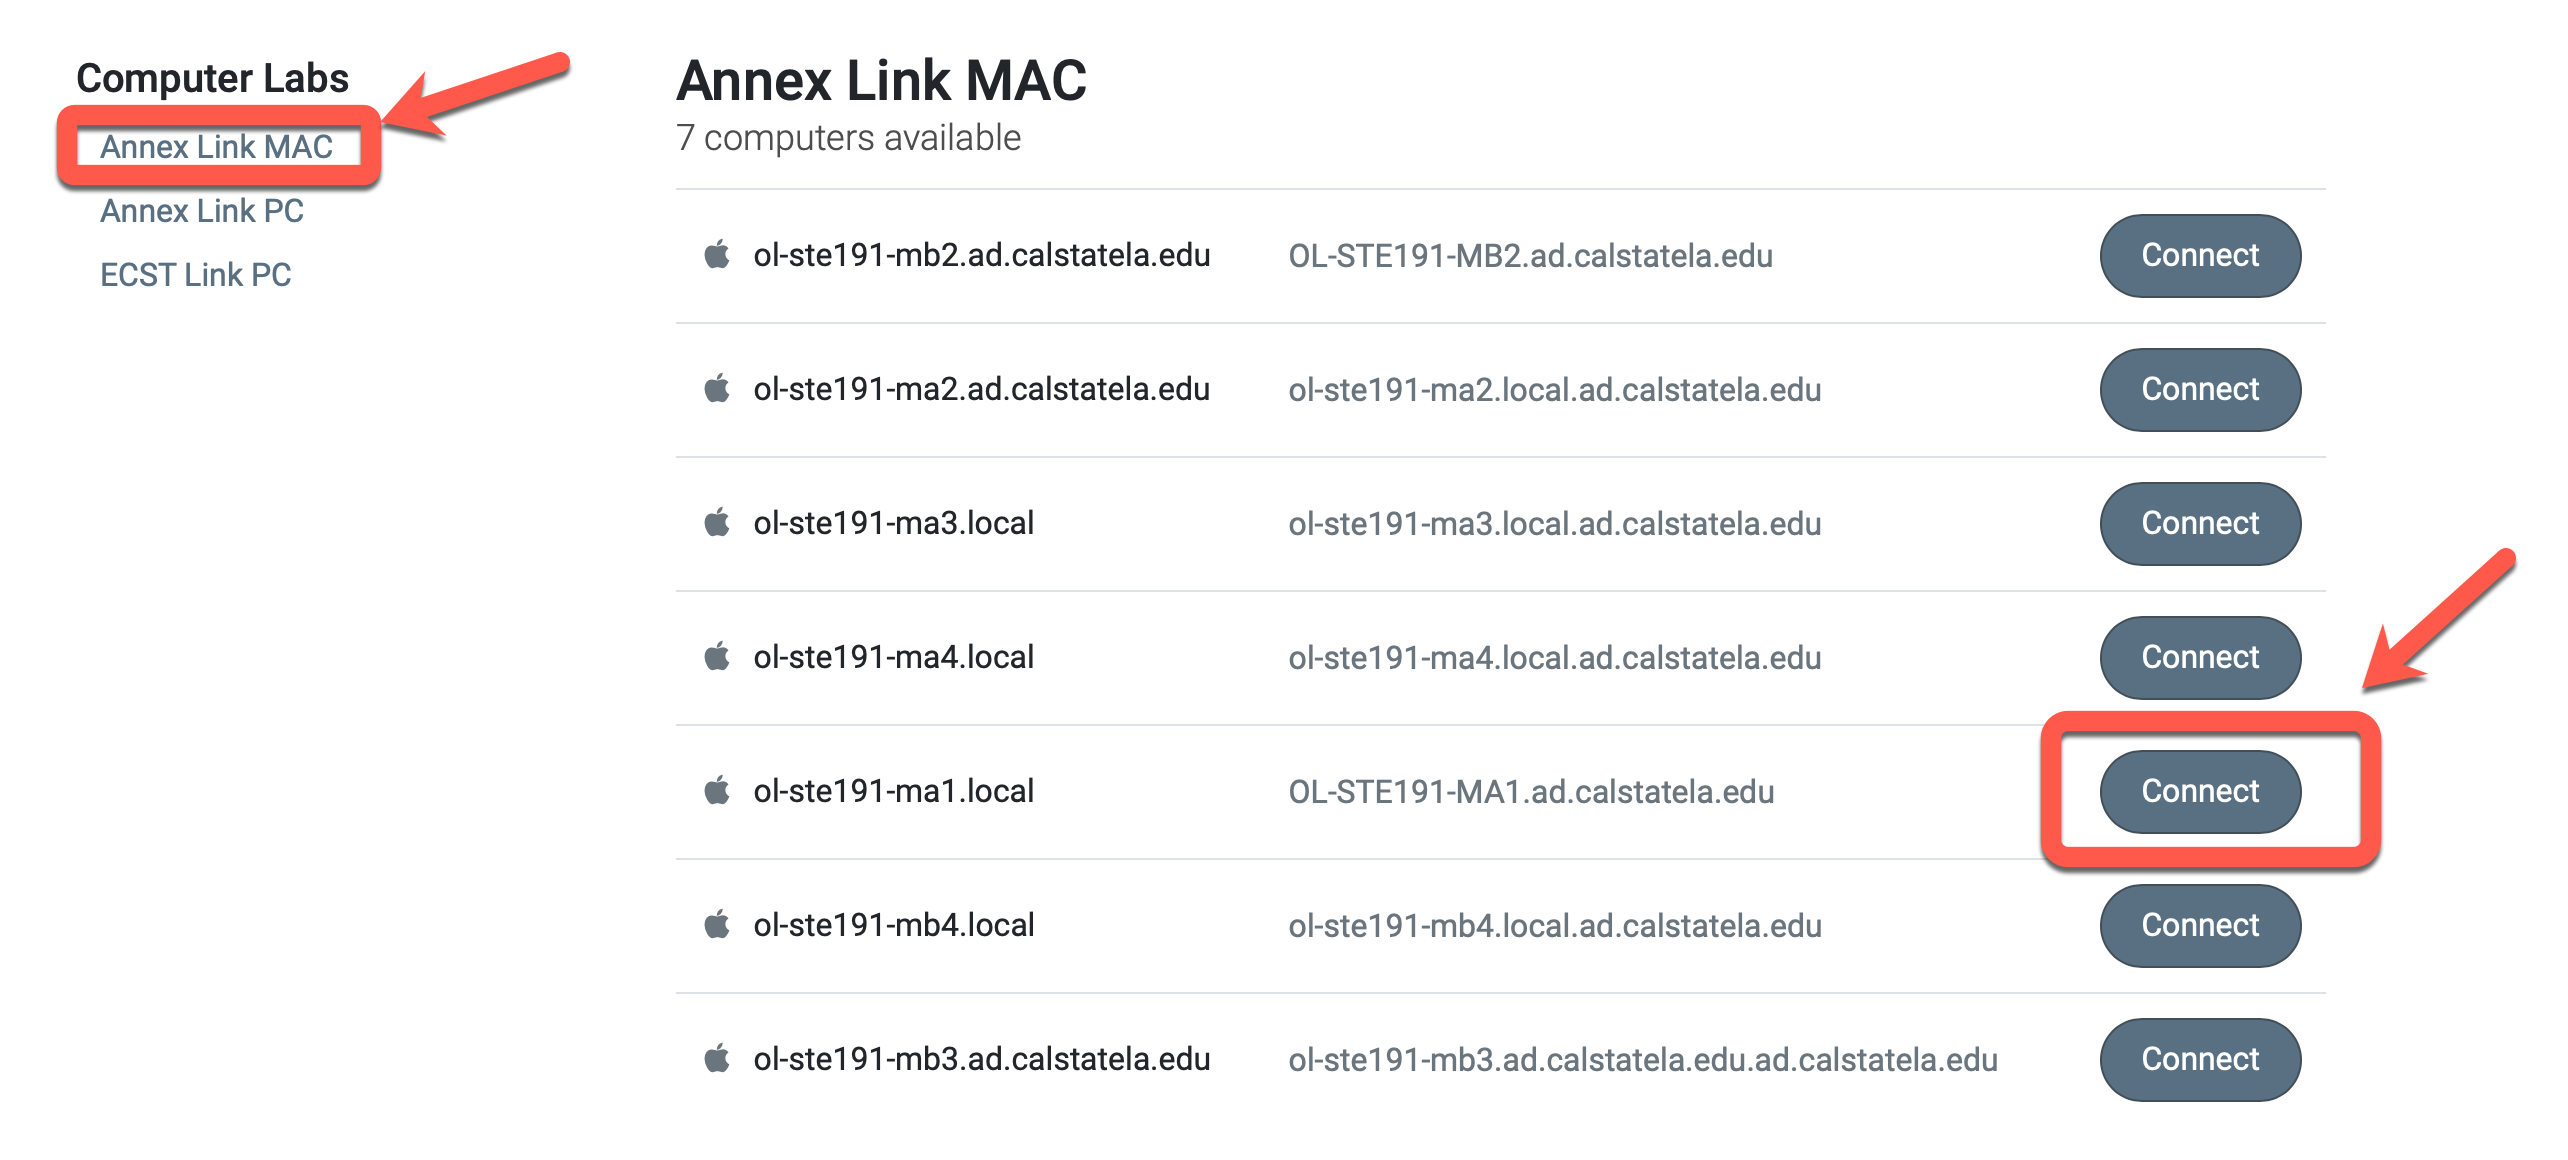 Computer Labs
Annex Link MAC
Annex Link PC
ECST Link PC
Annex Link MAC
7 computers available
ol-ste191-mb2.ad.calstatela.edu OL-STE191-MB2.ad.calstatela.edu Connect
ol-ste191-ma2.ad.calstatela.edu ol-ste191-ma2.local.ad.calstatela.edu Connect
ol-ste191-ma3.local ol-ste191-ma3.local.ad.calstatela.edu Connect
ol-ste191-ma4.local ol-ste191-ma4.local.ad.calstatela.edu Connect
ol-ste191-ma1.local OL-STE191-MA1.ad.calstatela.edu Connect
ol-ste191-mb4.local ol-ste191-mb4.local.ad.calstatela.edu Connect
ol-ste191-mb3.ad.calstatela.edu ol-ste191-mb3.ad.calstatela.edu.ad.calstatela.edu Connect